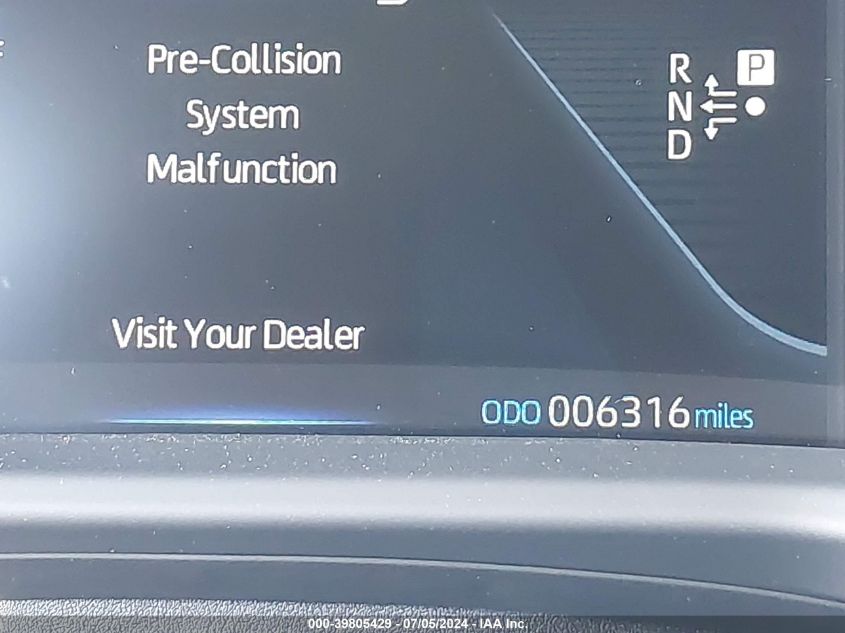 Pre-Collision
System
Malfunction
R P
N
D
Visit Your Dealer
ODO 006316 miles
000-39805429 - 07/05/2024 - IAA Inc.